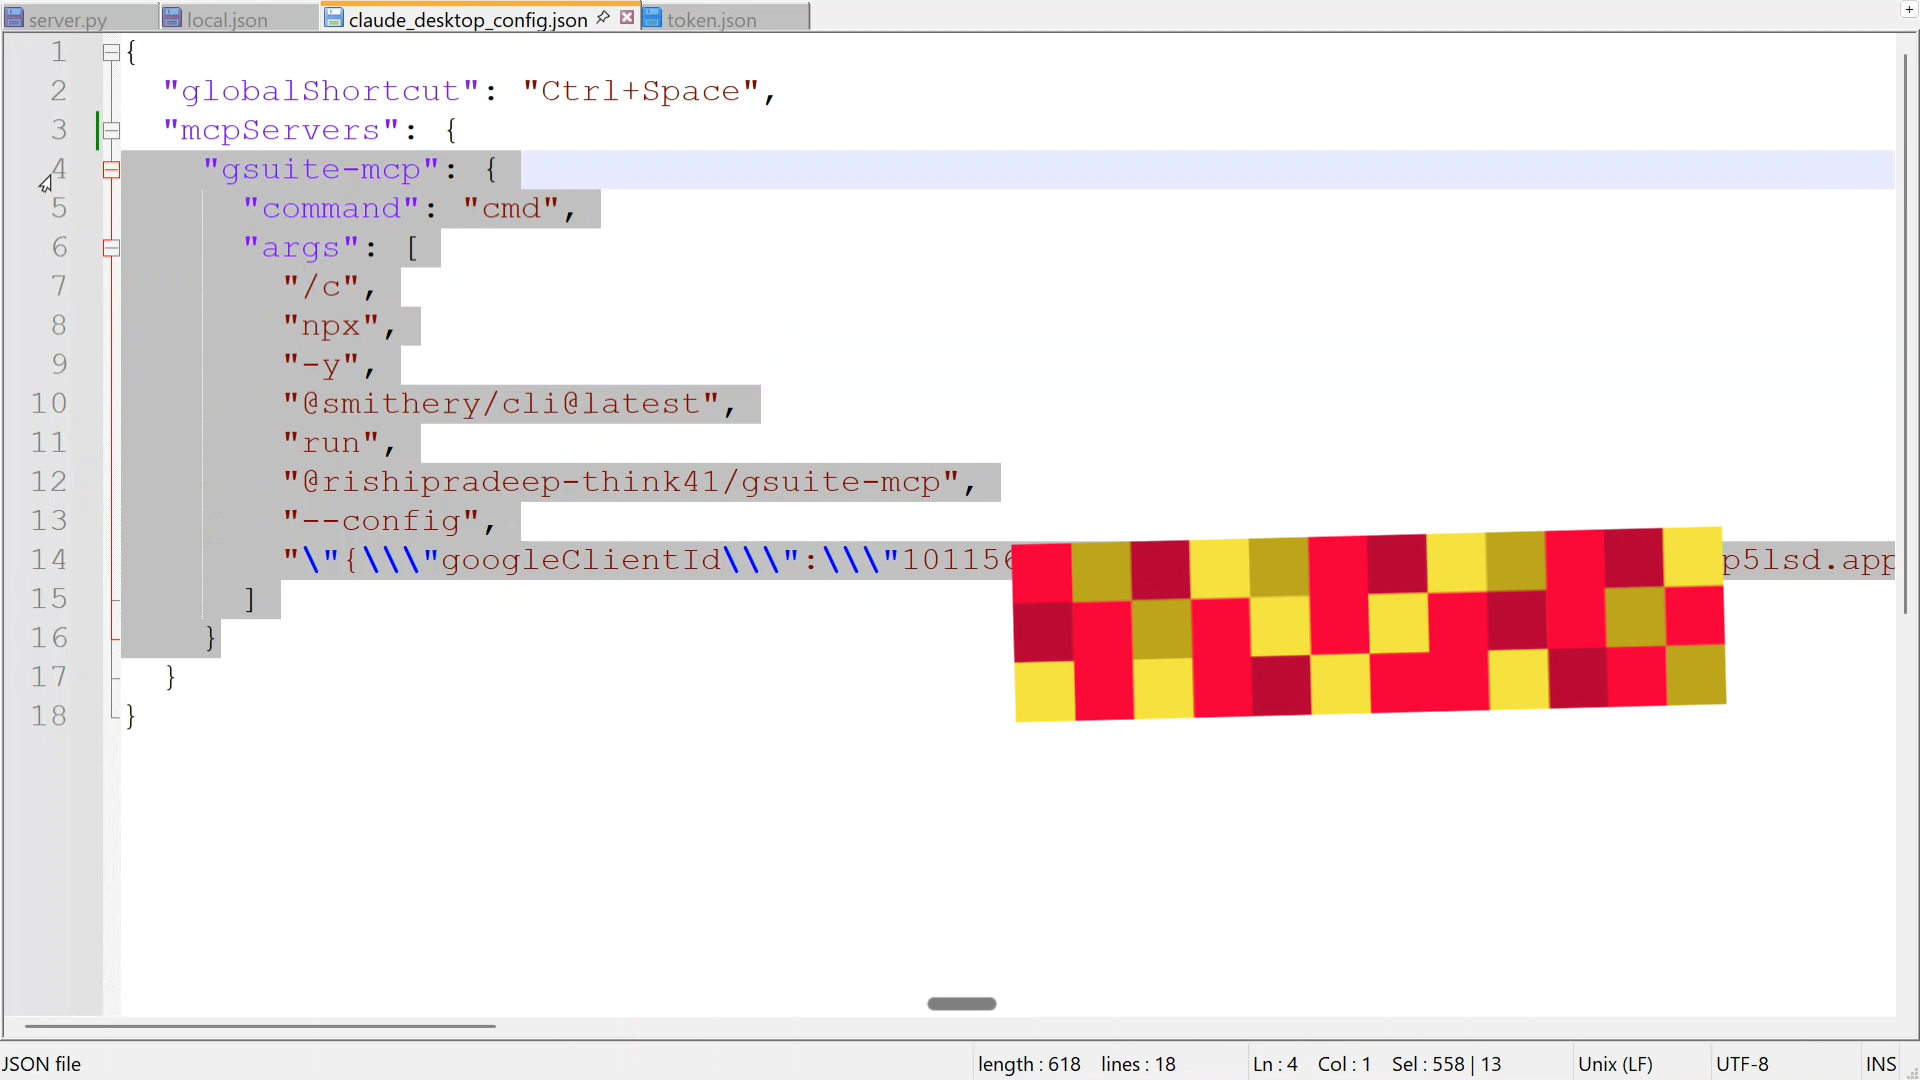 server.py local.json claude_desktop_config.json token.json +
1 {
2 "globalShortcut": "Ctrl+Space",
3 "mcpServers": {
4 "gsuite-mcp": {
5 "command": "cmd",
6 "args": [
7 "/c",
8 "npx",
9 "-y",
10 "@smithery/cli@latest",
11 "run",
12 "@rishipradeep-think41/gsuite-mcp",
13 "--config",
14 "\"{\\\"googleClientId\\\":\\\"101156 p5lsd.app
15 ]
16 }
17 }
18 }
JSON file length : 618 lines : 18 Ln : 4 Col : 1 Sel : 558 | 13 Unix (LF) UTF-8 INS